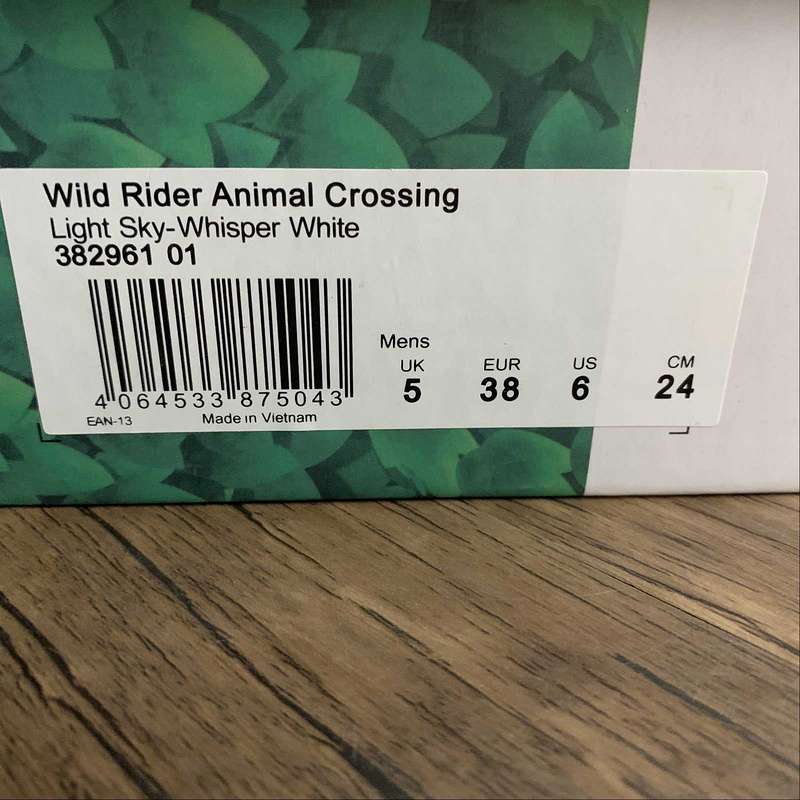 Wild Rider Animal Crossing
Light Sky-Whisper White
382961 01
4 064533 875043
EAN-13
Made in Vietnam
Mens
UK EUR US CM
5 38 6 24